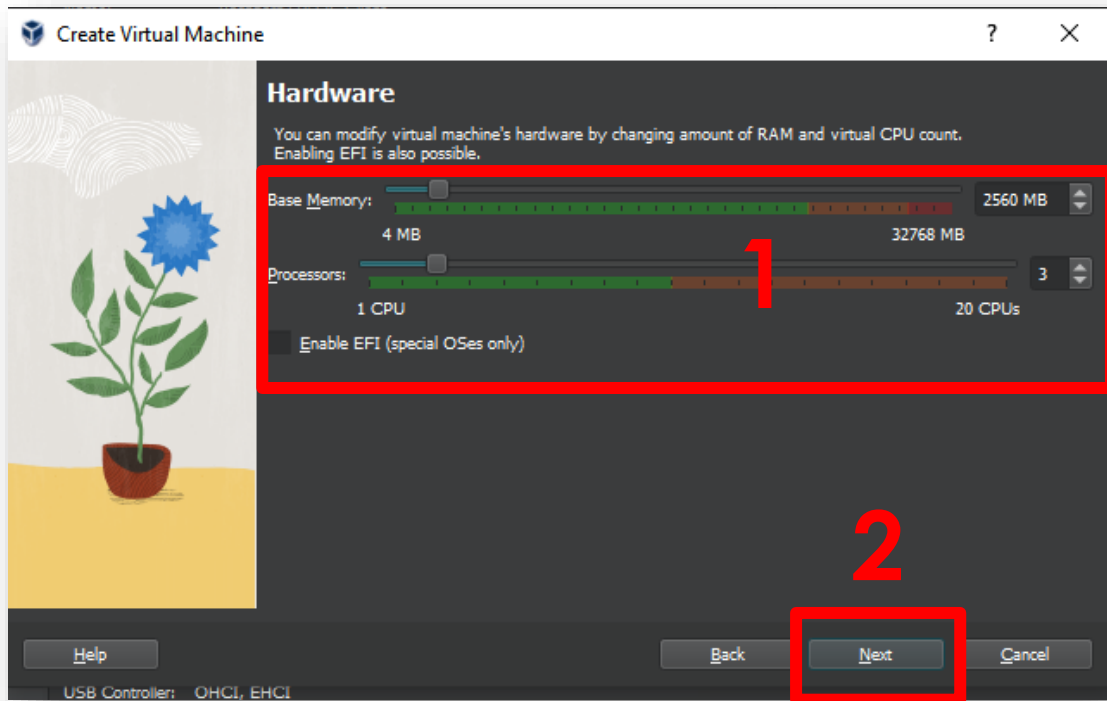 Create Virtual Machine
?
Hardware
You can modify virtual machine's hardware by changing amount of RAM and virtual CPU count.
Enabling EFI is also possible.
Base Memory:
2560 MB
4 MB
32768 MB
1
Processors:
3
1 CPU
20 CPUs
Enable EFI (special OSes only)
2
Help
Back
Next
Cancel
USB Controller: OHCI, EHCI